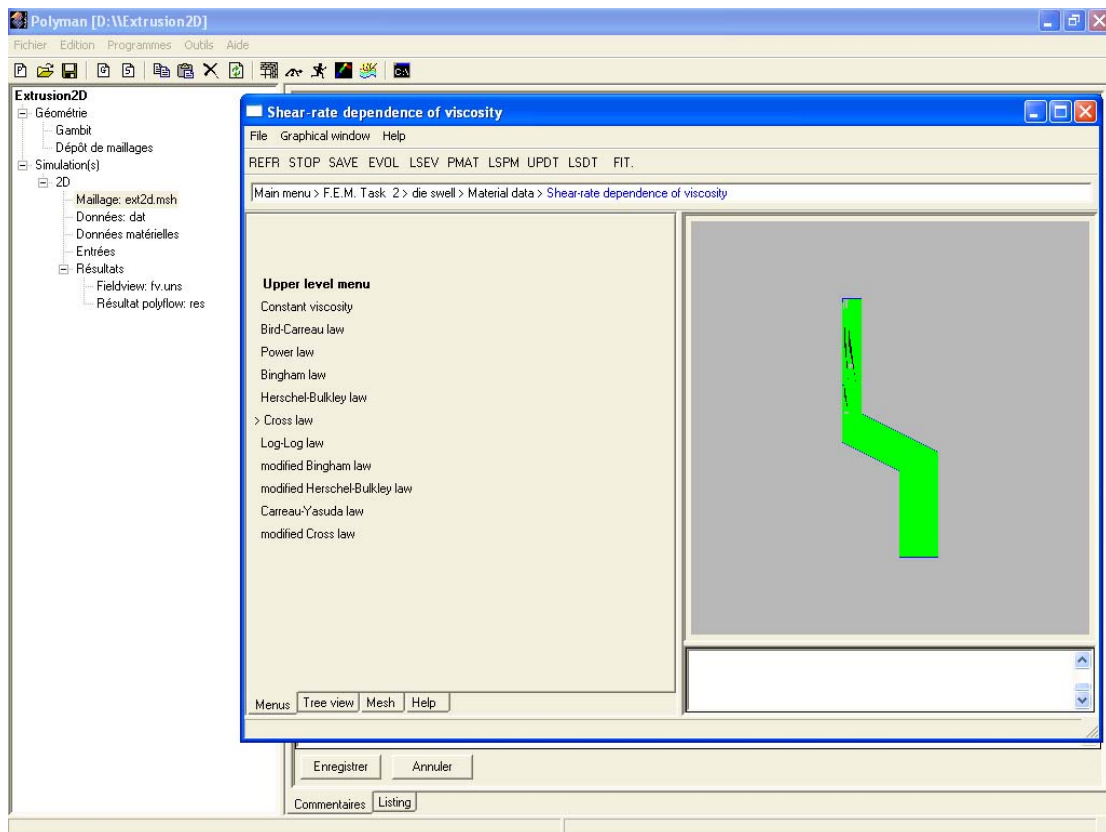 Polyman [D:\\Extrusion2D]
Fichier Edition Programmes Outils Aide
Extrusion2D
Géométrie
Gambit
Dépôt de maillages
Simulation(s)
2D
Maillage: ext2d.msh
Données: dat
Données matérielles
Entrées
Résultats
Fieldview: fv.uns
Résultat polyflow: res
Shear-rate dependence of viscosity
File Graphical window Help
REFR STOP SAVE EVOL LSEV PMAT LSPM UPDT LSDT FIT.
Main menu > F.E.M. Task 2 > die swell > Material data > Shear-rate dependence of viscosity
Upper level menu
Constant viscosity
Bird-Carreau law
Power law
Bingham law
Herschel-Bulkley law
> Cross law
Log-Log law
modified Bingham law
modified Herschel-Bulkley law
Carreau-Yasuda law
modified Cross law
Menus Tree view Mesh Help
Enregistrer Annuler
Commentaires Listing